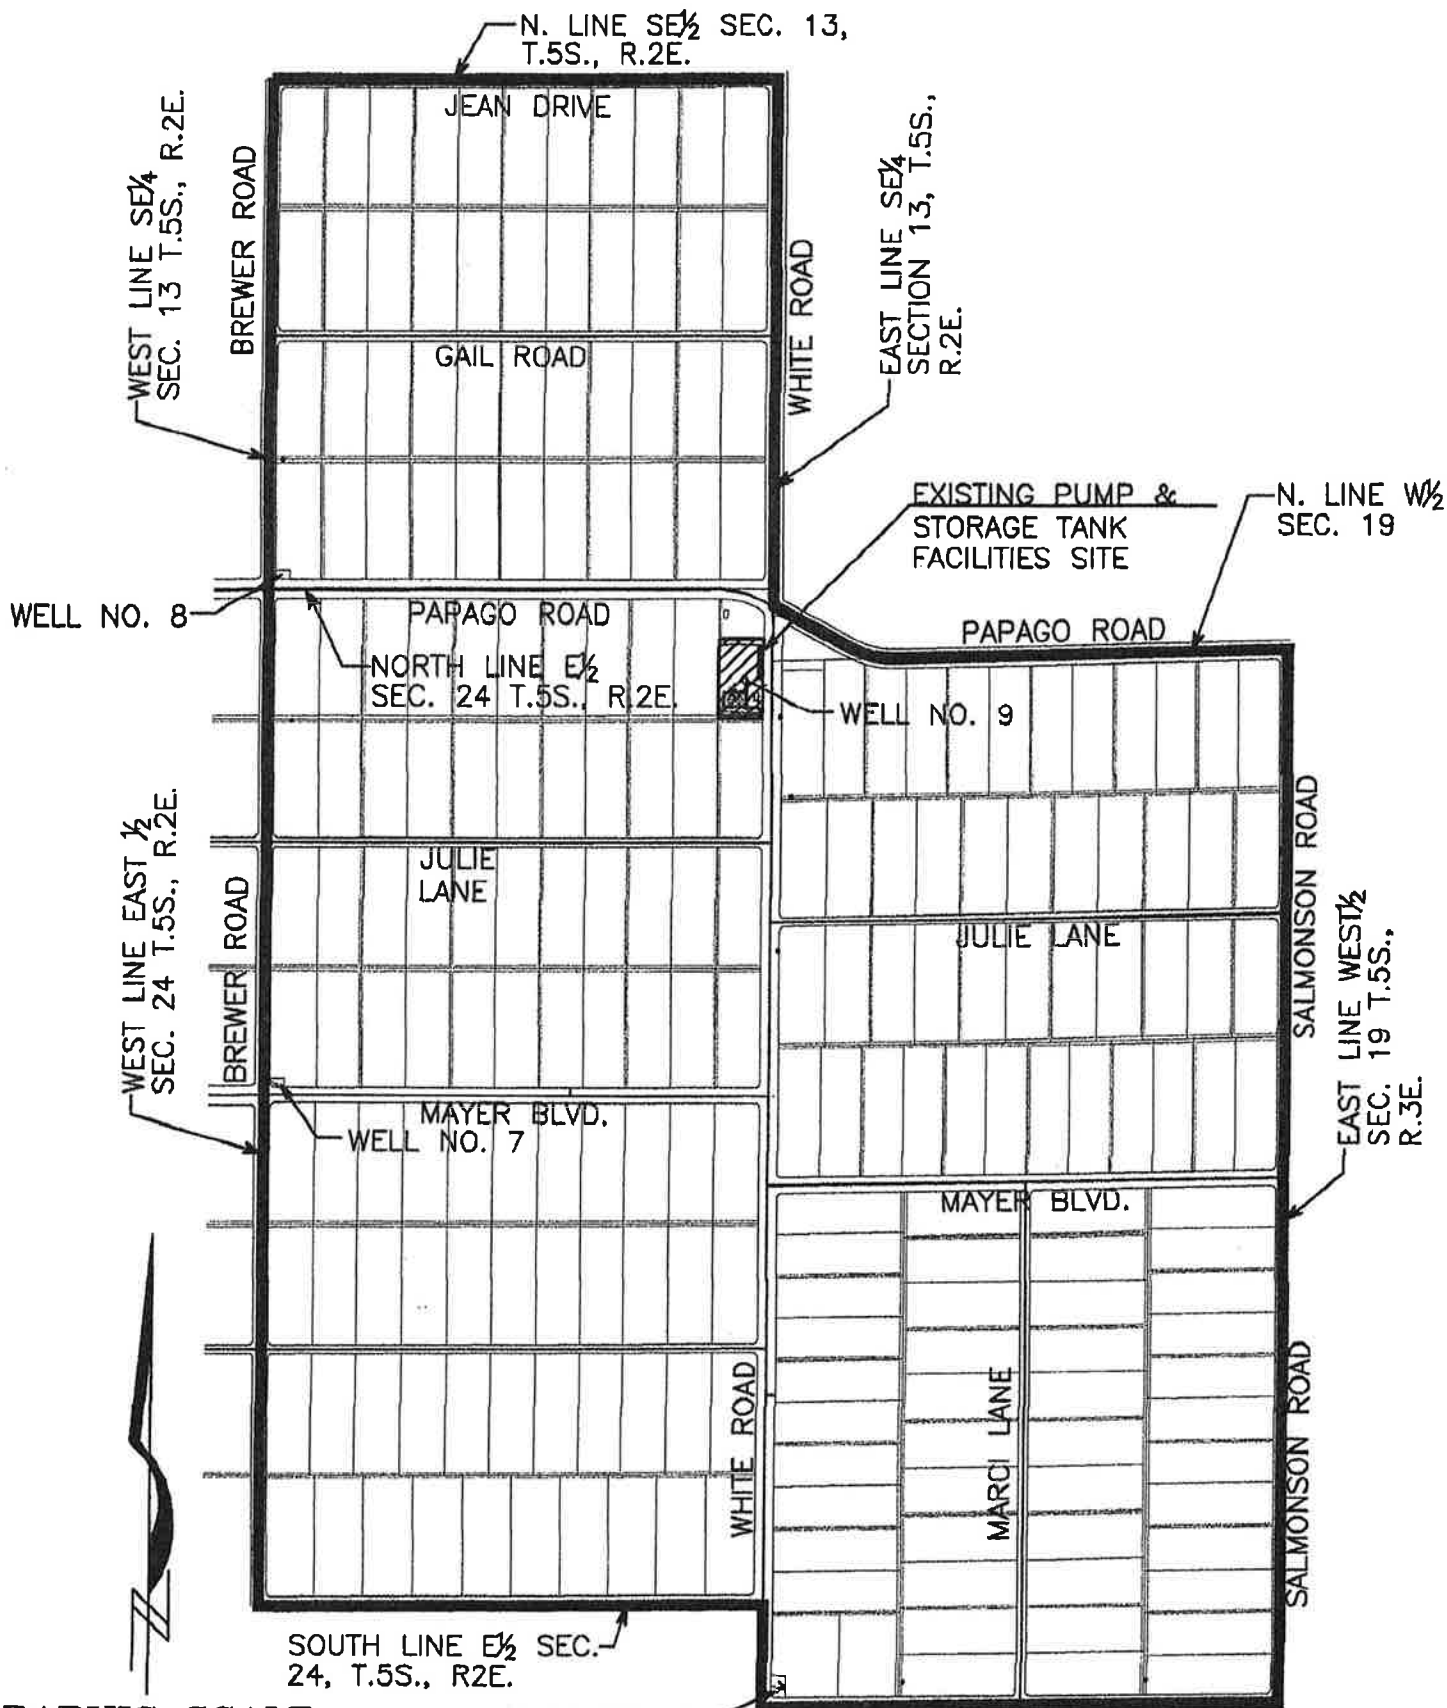 N. LINE SE½ SEC. 13,
T.5S., R.2E.
JEAN DRIVE
WEST LINE SE¼
SEC. 13 T.5S., R.2E.
BREWER ROAD
EAST LINE SE¼
SECTION 13, T.5S.,
R.2E.
WHITE ROAD
GAIL ROAD
EXISTING PUMP &
STORAGE TANK
FACILITIES SITE
N. LINE W½
SEC. 19
WELL NO. 8
PAPAGO ROAD
PAPAGO ROAD
NORTH LINE E½
SEC. 24 T.5S., R.2E.
WELL NO. 9
WEST LINE EAST ½
SEC. 24 T.5S., R.2E.
BREWER ROAD
JULIE
LANE
JULIE LANE
SALMONSON ROAD
EAST LINE WEST½
SEC. 19 T.5S.,
R.3E.
MAYER BLVD.
WELL NO. 7
MAYER BLVD.
WHITE ROAD
MARCI LANE
SALMONSON ROAD
SOUTH LINE E½ SEC.
24, T.5S., R2E.